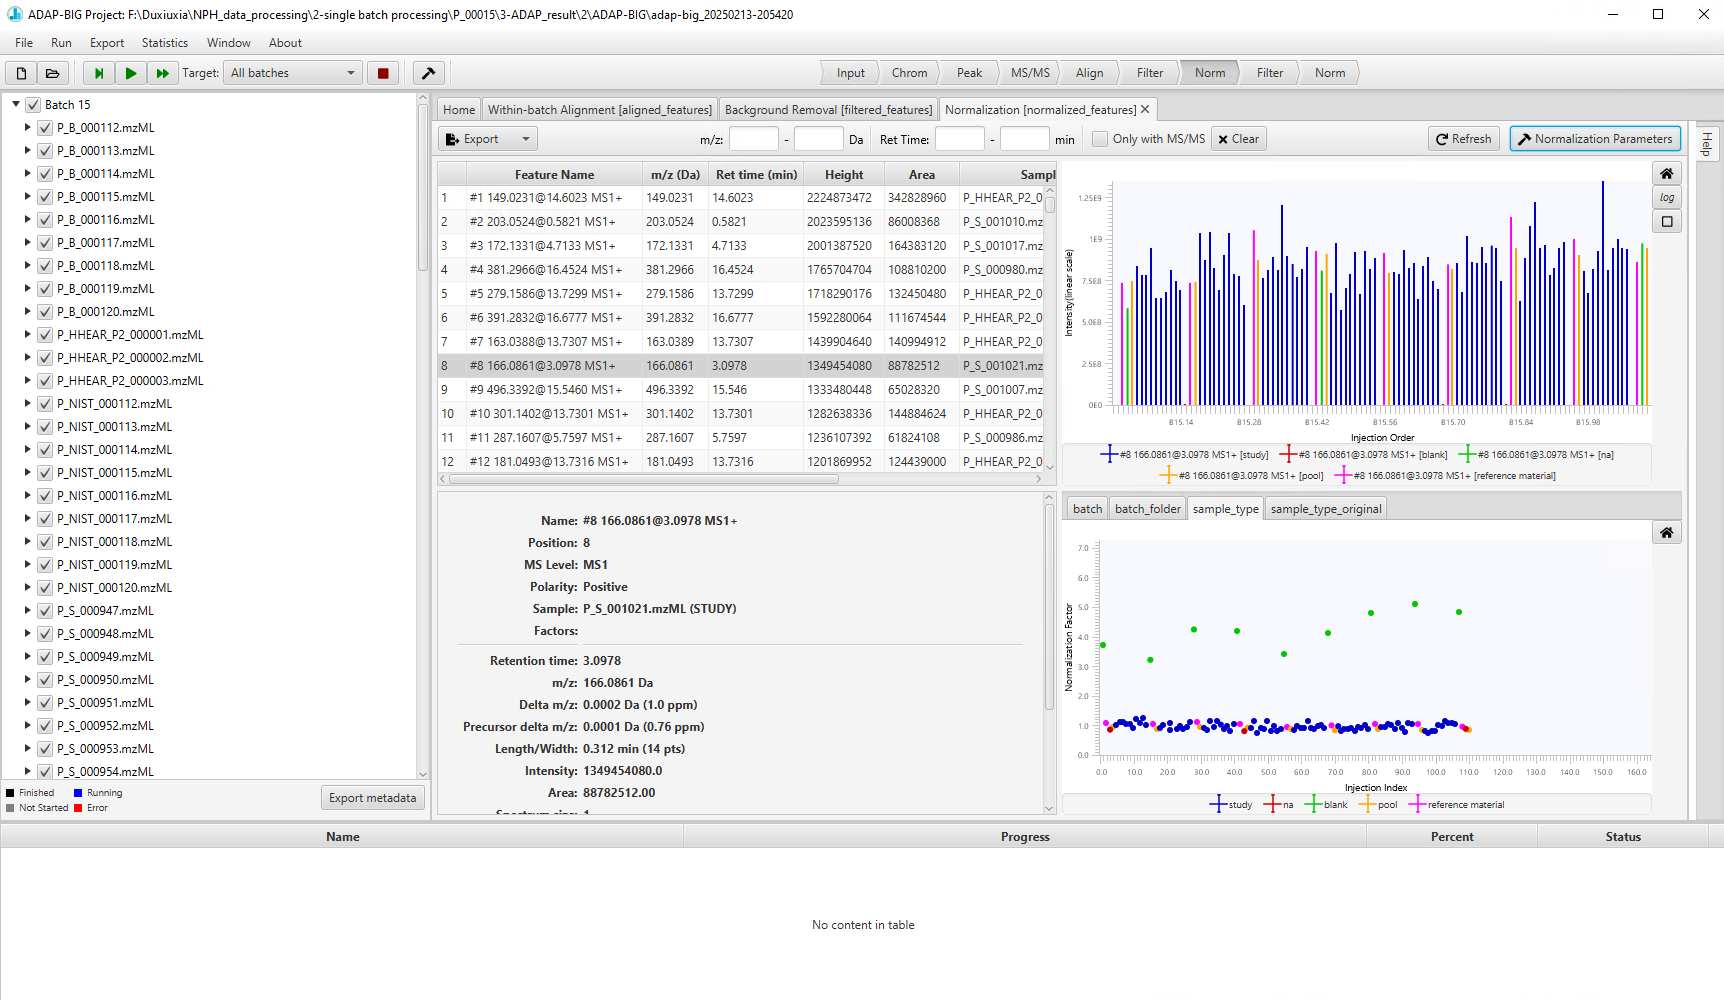 ADAP-BIG Project: F:\Duxiuxia\NPH_data_processing\2-single batch processing\P_00015\3-ADAP_result\2\ADAP-BIG\adap-big_20250213-205420
File Run Export Statistics Window About
Target: All batches Input Chrom Peak MS/MS Align Filter Norm Filter Norm
Batch 15
P_B_000112.mzML
P_B_000113.mzML
P_B_000114.mzML
P_B_000115.mzML
P_B_000116.mzML
P_B_000117.mzML
P_B_000118.mzML
P_B_000119.mzML
P_B_000120.mzML
P_HHEAR_P2_000001.mzML
P_HHEAR_P2_000002.mzML
P_HHEAR_P2_000003.mzML
P_NIST_000112.mzML
P_NIST_000113.mzML
P_NIST_000114.mzML
P_NIST_000115.mzML
P_NIST_000116.mzML
P_NIST_000117.mzML
P_NIST_000118.mzML
P_NIST_000119.mzML
P_NIST_000120.mzML
P_S_000947.mzML
P_S_000948.mzML
P_S_000949.mzML
P_S_000950.mzML
P_S_000951.mzML
P_S_000952.mzML
P_S_000953.mzML
P_S_000954.mzML
Finished Running
Not Started Error
Export metadata
Home Within-batch Alignment [aligned_features] Background Removal [filtered_features] Normalization [normalized_features]
Export m/z: - Da Ret Time: - min Only with MS/MS Clear Refresh Normalization Parameters
Help
Feature Name m/z (Da) Ret time (min) Height Area Sampl
1 #1 149.0231@14.6023 MS1+ 149.0231 14.6023 2224873472 342828960 P_HHEAR_P2_0
2 #2 203.0524@0.5821 MS1+ 203.0524 0.5821 2023595136 86008368 P_S_001010.mz
3 #3 172.1331@4.7133 MS1+ 172.1331 4.7133 2001387520 164383120 P_S_001017.mz
4 #4 381.2966@16.4524 MS1+ 381.2966 16.4524 1765704704 108810200 P_S_000980.mz
5 #5 279.1586@13.7299 MS1+ 279.1586 13.7299 1718290176 132450480 P_HHEAR_P2_0
6 #6 391.2832@16.6777 MS1+ 391.2832 16.6777 1592280064 111674544 P_HHEAR_P2_0
7 #7 163.0388@13.7307 MS1+ 163.0389 13.7307 1439904640 140994912 P_HHEAR_P2_0
8 #8 166.0861@3.0978 MS1+ 166.0861 3.0978 1349454080 88782512 P_S_001021.mz
9 #9 496.3392@15.5460 MS1+ 496.3392 15.546 1333480448 65028320 P_S_001007.mz
10 #10 301.1402@13.7301 MS1+ 301.1402 13.7301 1282638336 144884624 P_HHEAR_P2_0
11 #11 287.1607@5.7597 MS1+ 287.1607 5.7597 1236107392 61824108 P_S_000986.mz
12 #12 181.0493@13.7316 MS1+ 181.0493 13.7316 1201869952 124439000 P_HHEAR_P2_0
Name: #8 166.0861@3.0978 MS1+
Position: 8
MS Level: MS1
Polarity: Positive
Sample: P_S_001021.mzML (STUDY)
Factors:
Retention time: 3.0978
m/z: 166.0861 Da
Delta m/z: 0.0002 Da (1.0 ppm)
Precursor delta m/z: 0.0001 Da (0.76 ppm)
Length/Width: 0.312 min (14 pts)
Intensity: 1349454080.0
Area: 88782512.00
Spectrum size: 1
log
Intensity(linear scale)
1.25E9
1E9
7.5E8
5.0E8
2.5E8
0E0
B15.14 B15.28 B15.42 B15.56 B15.70 B15.84 B15.98
Injection Order
#8 166.0861@3.0978 MS1+ [study] #8 166.0861@3.0978 MS1+ [blank] #8 166.0861@3.0978 MS1+ [na]
#8 166.0861@3.0978 MS1+ [pool] #8 166.0861@3.0978 MS1+ [reference material]
batch batch_folder sample_type sample_type_original
Normalization Factor
7.0
6.0
5.0
4.0
3.0
2.0
1.0
0.0
0.0 10.0 20.0 30.0 40.0 50.0 60.0 70.0 80.0 90.0 100.0 110.0 120.0 130.0 140.0 150.0 160.0
Injection Index
study na blank pool reference material
Name Progress Percent Status
No content in table